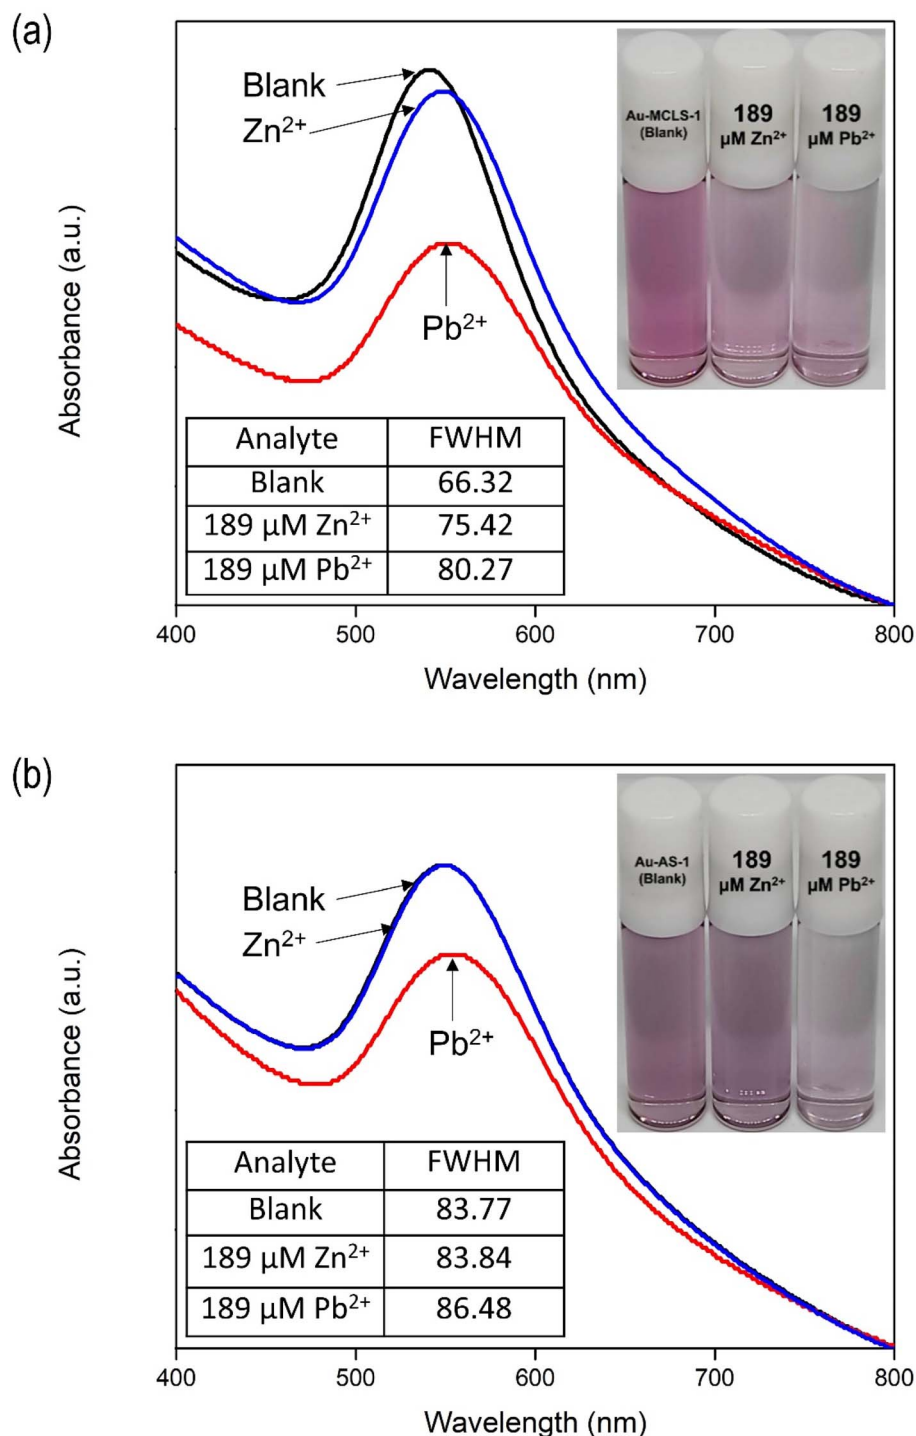 (a)
Blank
Zn²⁺
Pb²⁺
Au-MCLS-1
(Blank)
189
µM Zn²⁺
189
µM Pb²⁺
Absorbance (a.u.)
Analyte FWHM
Blank 66.32
189 µM Zn²⁺ 75.42
189 µM Pb²⁺ 80.27
400 500 600 700 800
Wavelength (nm)
(b)
Blank
Zn²⁺
Pb²⁺
Au-AS-1
(Blank)
189
µM Zn²⁺
189
µM Pb²⁺
Absorbance (a.u.)
Analyte FWHM
Blank 83.77
189 µM Zn²⁺ 83.84
189 µM Pb²⁺ 86.48
400 500 600 700 800
Wavelength (nm)